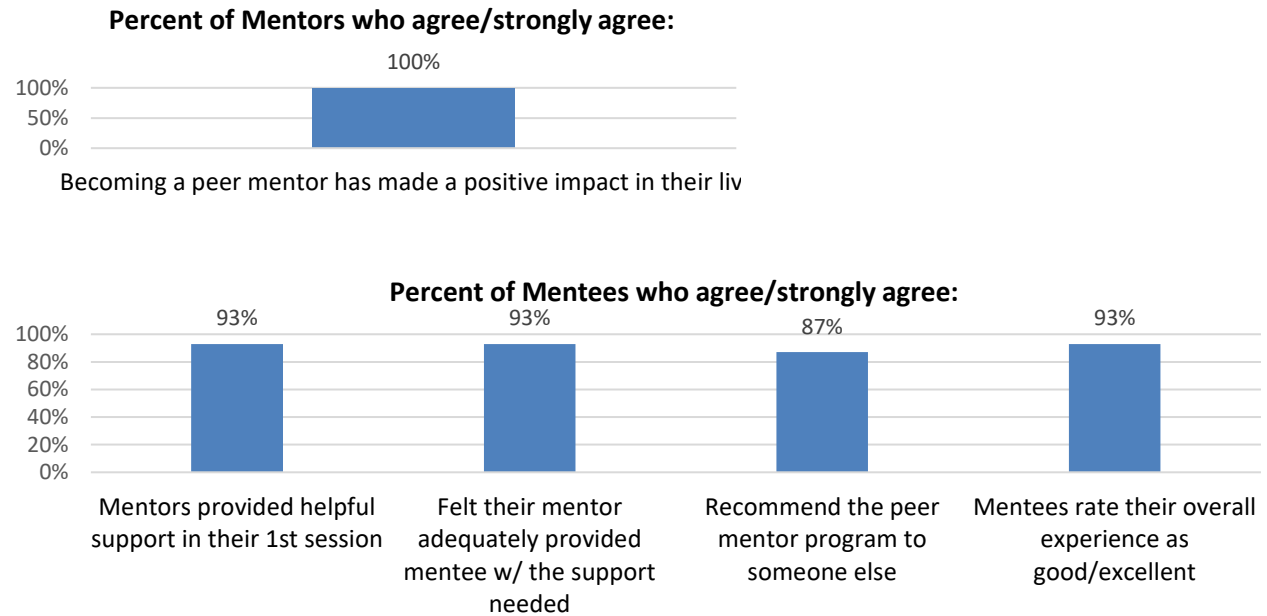 Percent of Mentors who agree/strongly agree:
100%
100%
50%
0%
Becoming a peer mentor has made a positive impact in their liv
Percent of Mentees who agree/strongly agree:
93%
93%
87%
93%
100%
80%
60%
40%
20%
0%
Mentors provided helpful
support in their 1st session
Felt their mentor
adequately provided
mentee w/ the support
needed
Recommend the peer
mentor program to
someone else
Mentees rate their overall
experience as
good/excellent